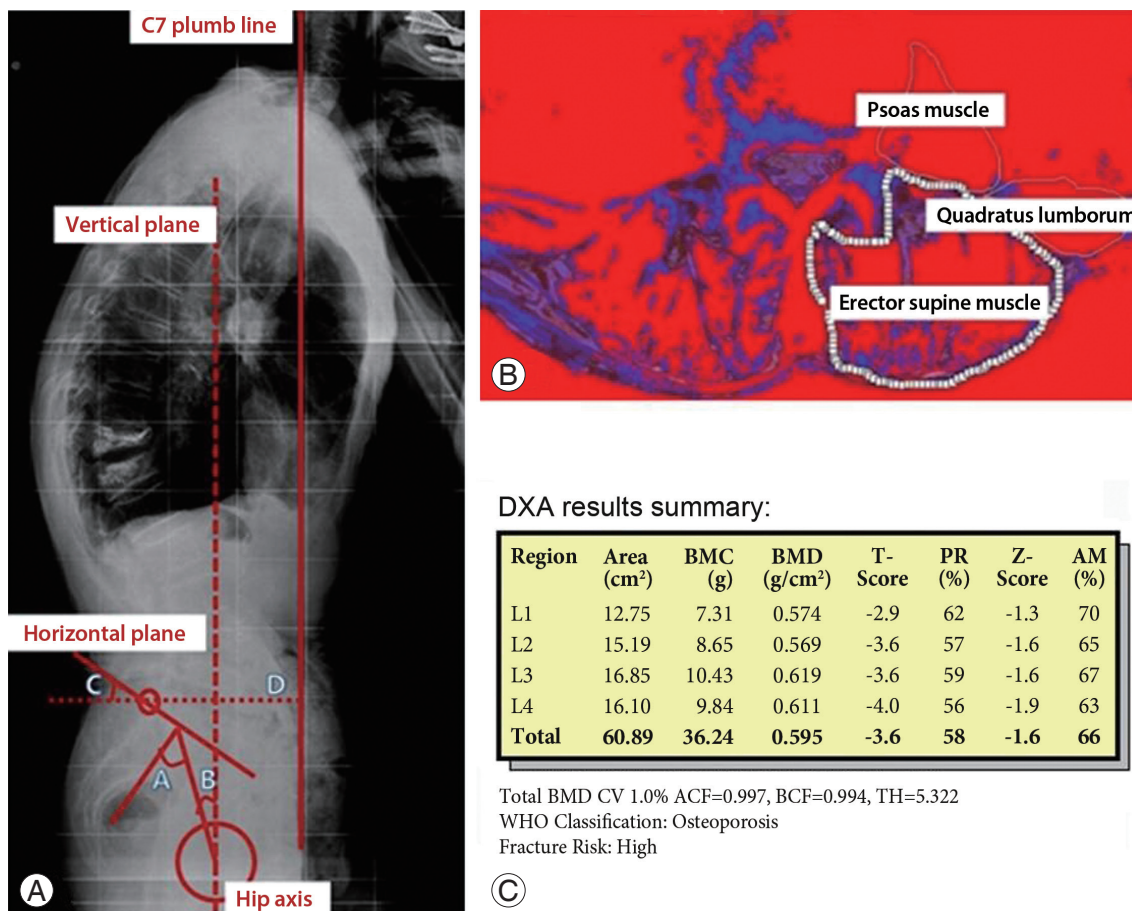 C7 plumb line
Vertical plane
Horizontal plane
C
D
A
B
Hip axis
A
Psoas muscle
Quadratus lumborum
Erector supine muscle
B
DXA results summary:
Region Area (cm²) BMC (g) BMD (g/cm²) T-Score PR (%) Z-Score AM (%)
L1 12.75 7.31 0.574 -2.9 62 -1.3 70
L2 15.19 8.65 0.569 -3.6 57 -1.6 65
L3 16.85 10.43 0.619 -3.6 59 -1.6 67
L4 16.10 9.84 0.611 -4.0 56 -1.9 63
Total 60.89 36.24 0.595 -3.6 58 -1.6 66
Total BMD CV 1.0% ACF=0.997, BCF=0.994, TH=5.322
WHO Classification: Osteoporosis
Fracture Risk: High
C